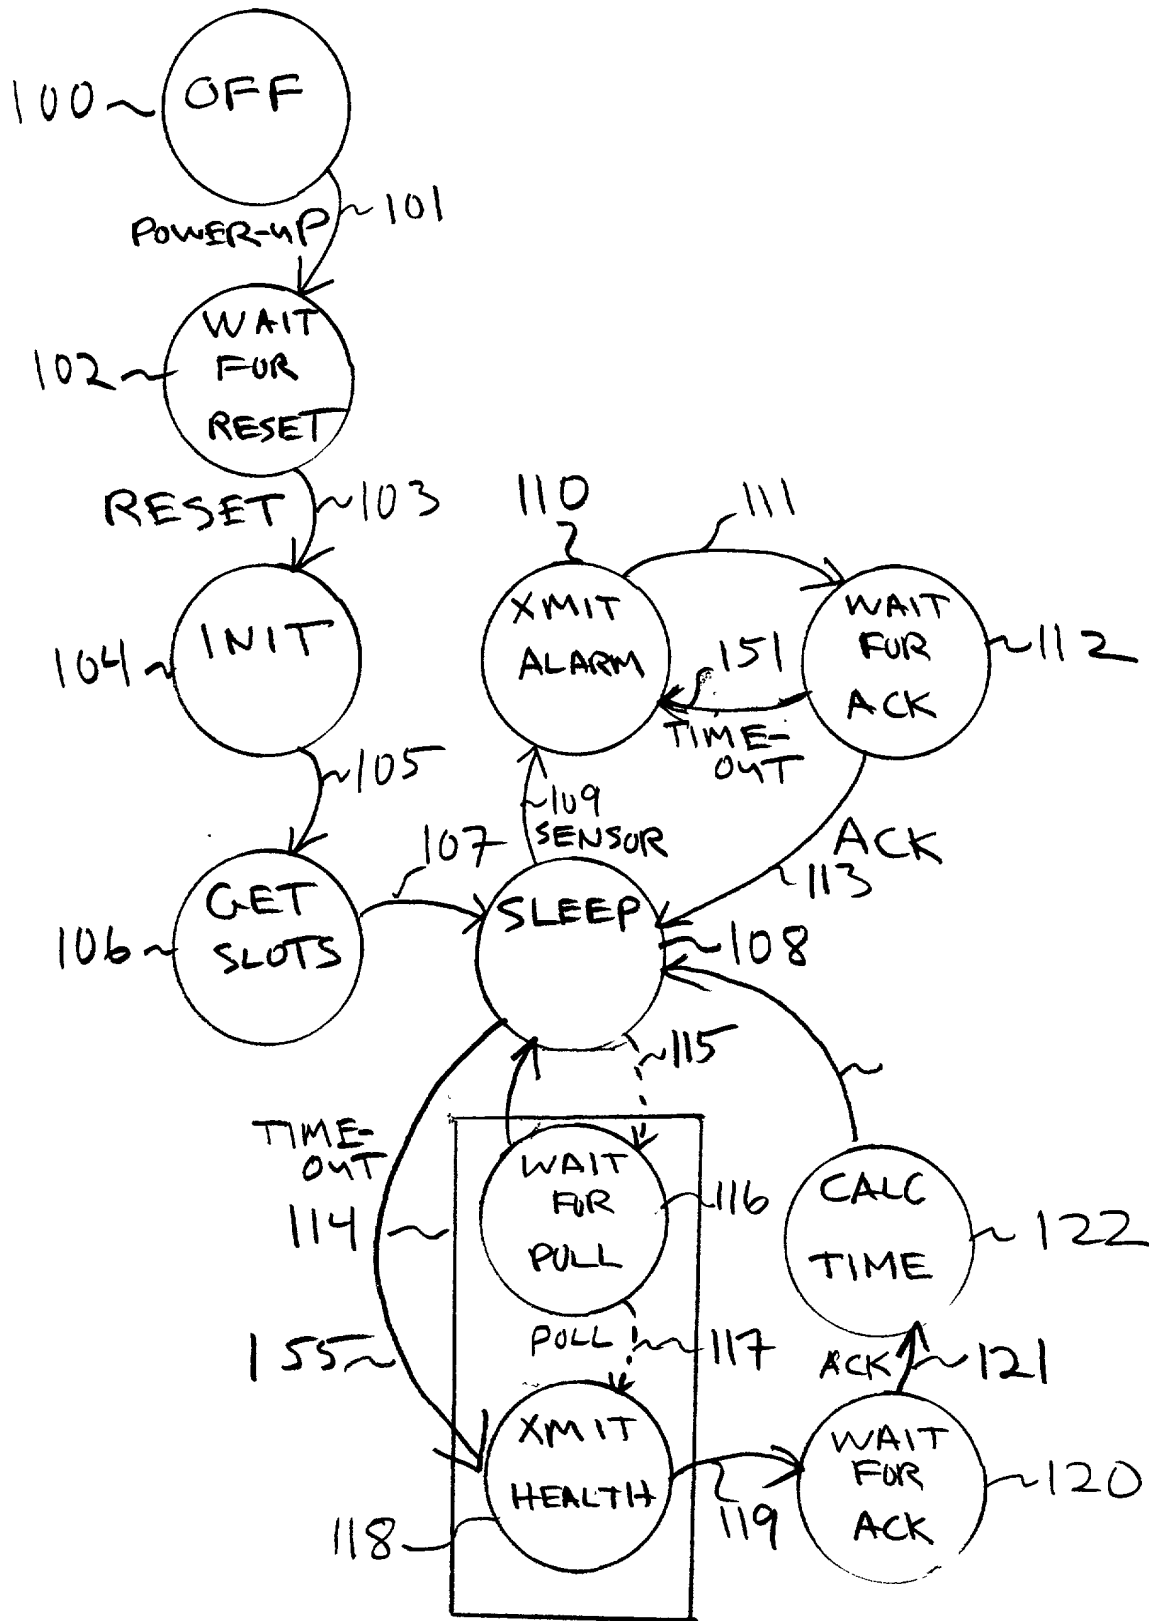 100
OFF
101
POWER-UP
102
WAIT
FOR
RESET
RESET
103
104
INIT
105
106
GET
SLOTS
107
110
XMIT
ALARM
111
WAIT
FOR
ACK
112
151
TIME-
OUT
109
SENSOR
ACK
113
SLEEP
108
115
TIME-
OUT
114
WAIT
FOR
POLL
116
POLL
117
155
XMIT
HEALTH
118
119
WAIT
FOR
ACK
120
ACK
121
CALC
TIME
122